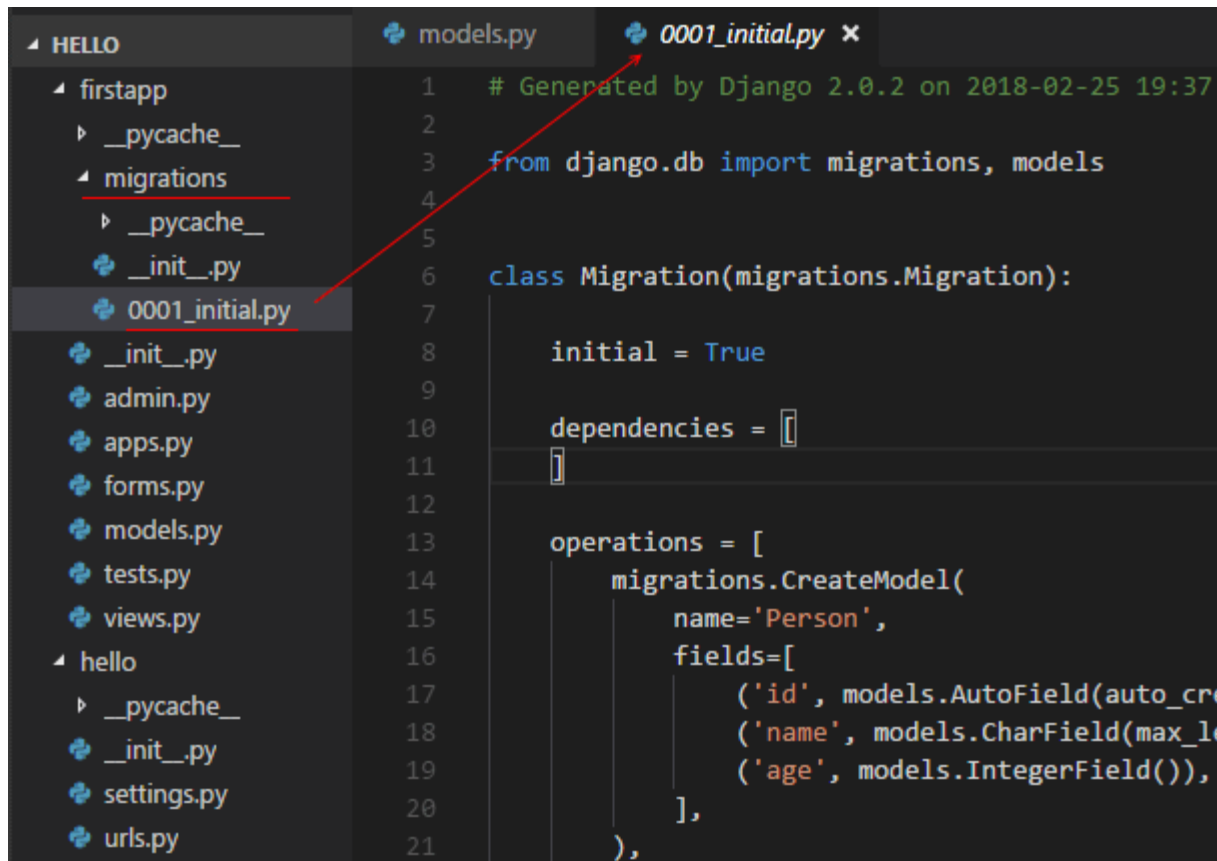 HELLO
firstapp
__pycache__
migrations
__pycache__
__init__.py
0001_initial.py
__init__.py
admin.py
apps.py
forms.py
models.py
tests.py
views.py
hello
__pycache__
__init__.py
settings.py
urls.py
models.py 0001_initial.py ×
1 # Generated by Django 2.0.2 on 2018-02-25 19:37
2
3 from django.db import migrations, models
4
5
6 class Migration(migrations.Migration):
7
8     initial = True
9
10     dependencies = [
11     ]
12
13     operations = [
14         migrations.CreateModel(
15             name='Person',
16             fields=[
17                 ('id', models.AutoField(auto_cre
18                 ('name', models.CharField(max_le
19                 ('age', models.IntegerField()),
20             ],
21         ),